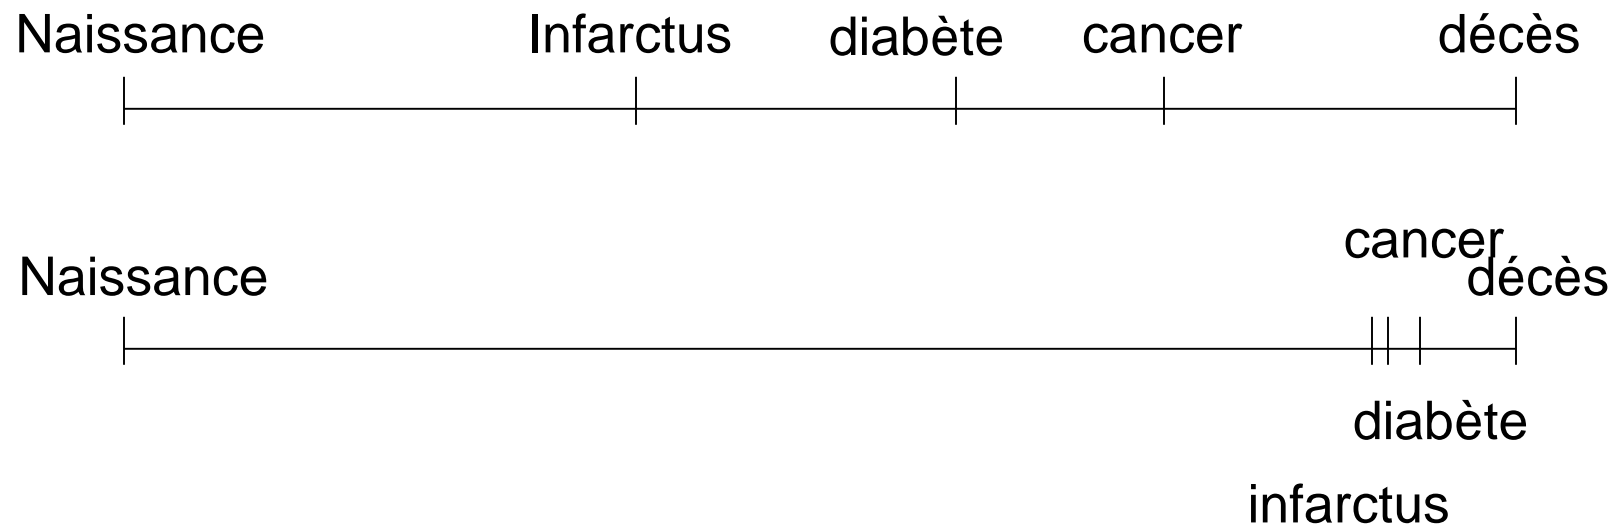 Naissance Infarctus diabète cancer décès
cancer
Naissance décès
diabète
infarctus